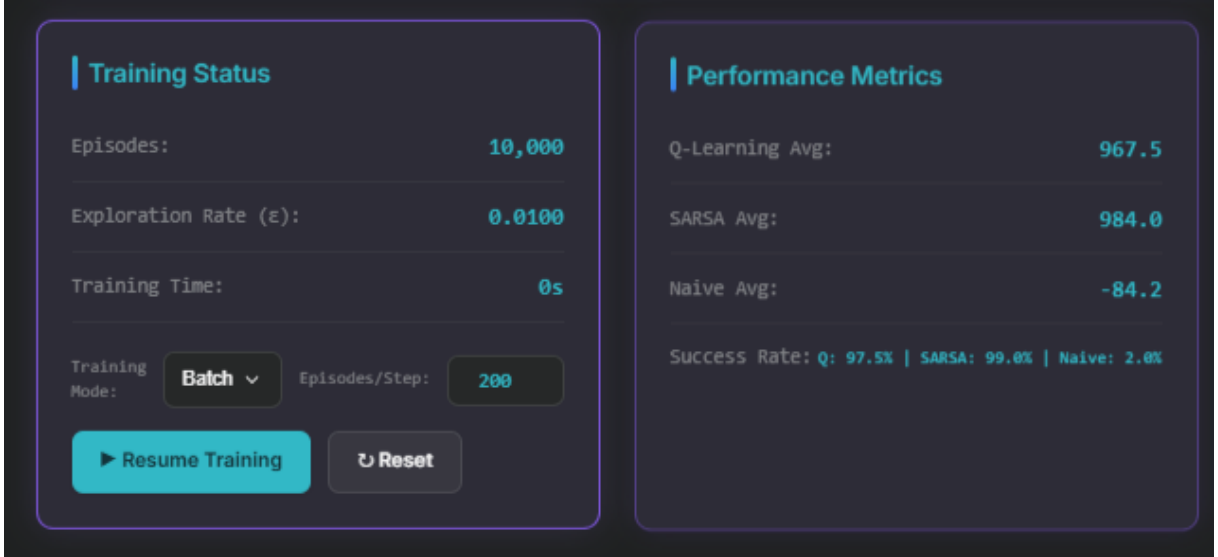 Training Status
Episodes: 10,000
Exploration Rate (ε): 0.0100
Training Time: 0s
Training Mode: Batch Episodes/Step: 200
▶ Resume Training ↻ Reset
Performance Metrics
Q-Learning Avg: 967.5
SARSA Avg: 984.0
Naive Avg: -84.2
Success Rate: Q: 97.5% | SARSA: 99.0% | Naive: 2.0%